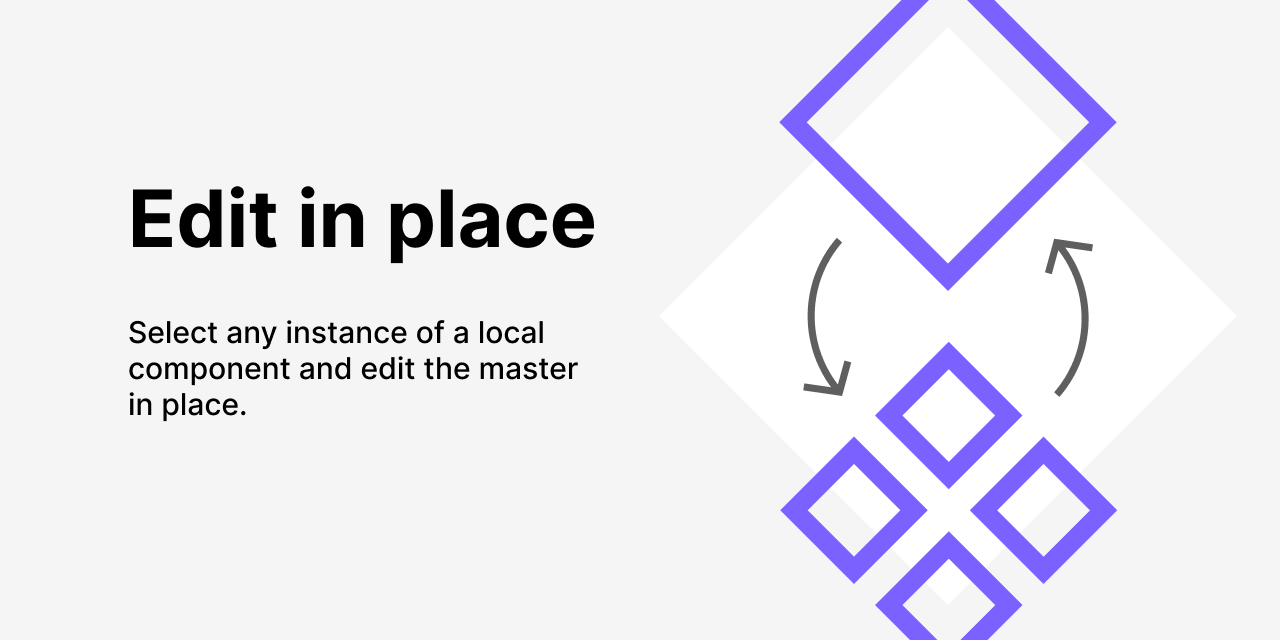 Edit in place
Select any instance of a local
component and edit the master
in place.